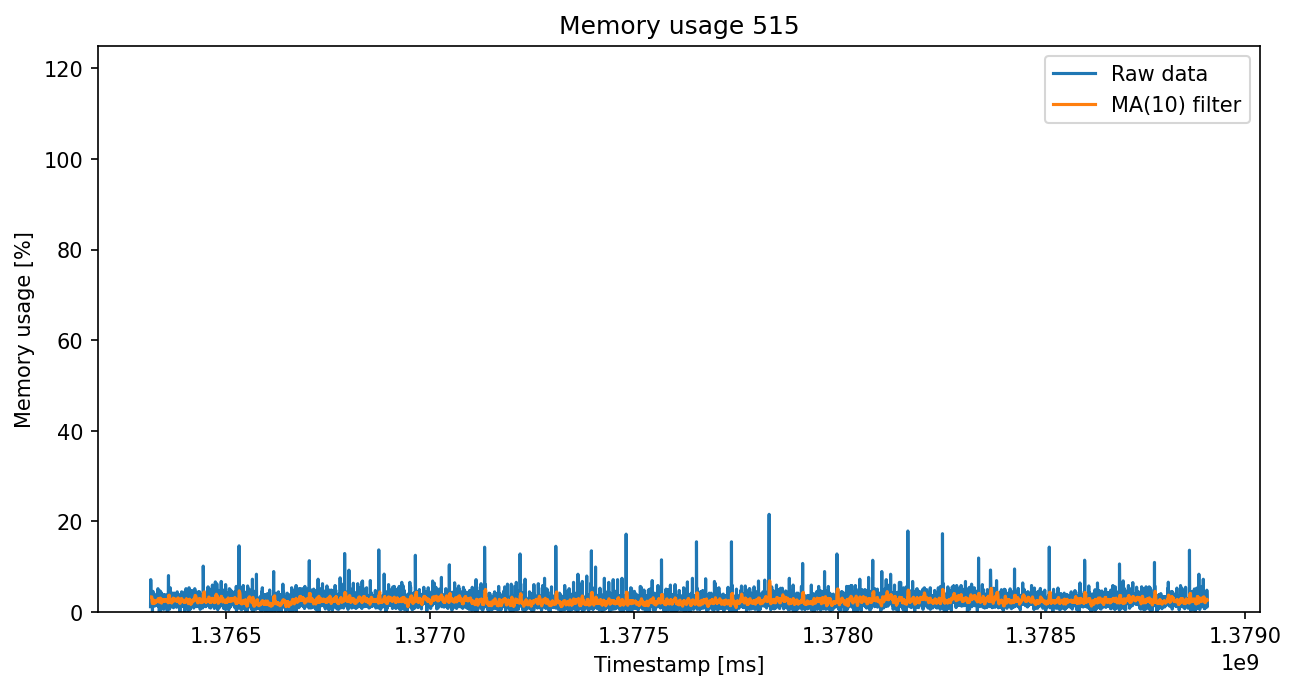 Memory usage 515
Raw data
MA(10) filter
Memory usage [%]
120
100
80
60
40
20
0
1.3765 1.3770 1.3775 1.3780 1.3785 1.3790
1e9
Timestamp [ms]